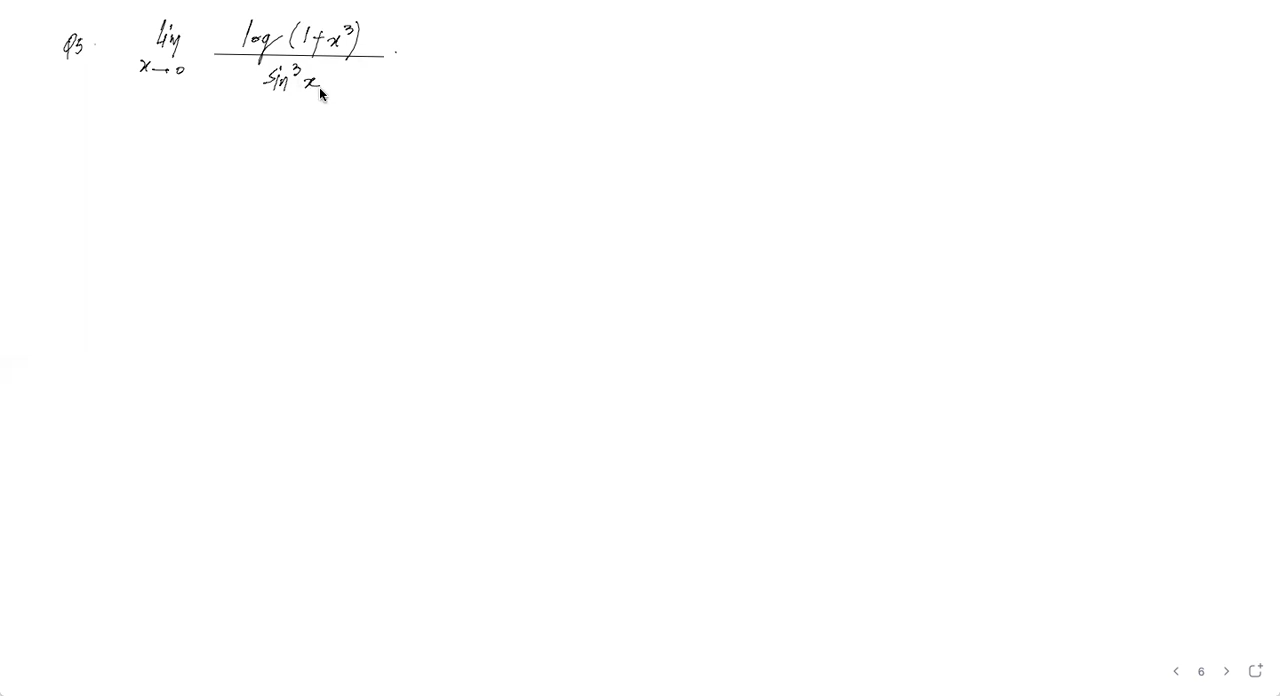 Q5. lim x→0 log(1+x³) / sin³x .
< 6 >